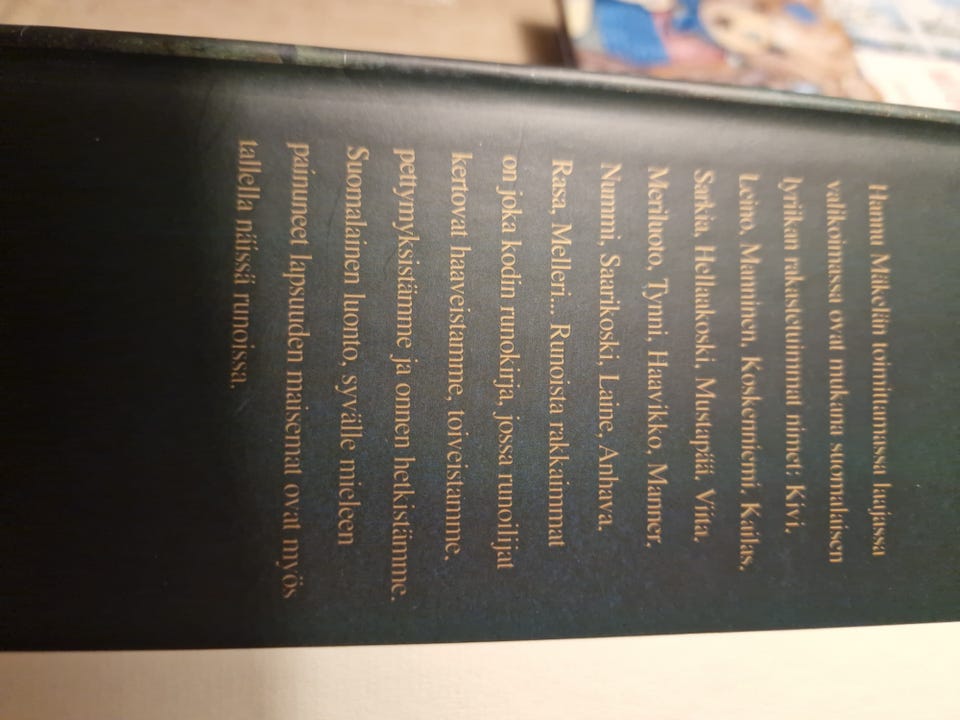 Hannu Mäkelän toimittamassa laajassa
valikoimassa ovat mukana suomalaisen
lyriikan rakastetuimmat nimet: Kivi,
Leino, Manninen, Koskenniemi, Kailas,
Sarkia, Hellaakoski, Mustapää, Viita,
Meriluoto, Tynni, Haavikko, Manner,
Nummi, Saarikoski, Laine, Anhava,
Rasa, Melleri... Runoista rakkaimmat
on joka kodin runokirja, jossa runoilijat
kertovat haaveistamme, toiveistamme,
pettymyksistämme ja onnen hetkistämme.
Suomalainen luonto, syvälle mieleen
painuneet lapsuuden maisemat ovat myös
tallella näissä runoissa.